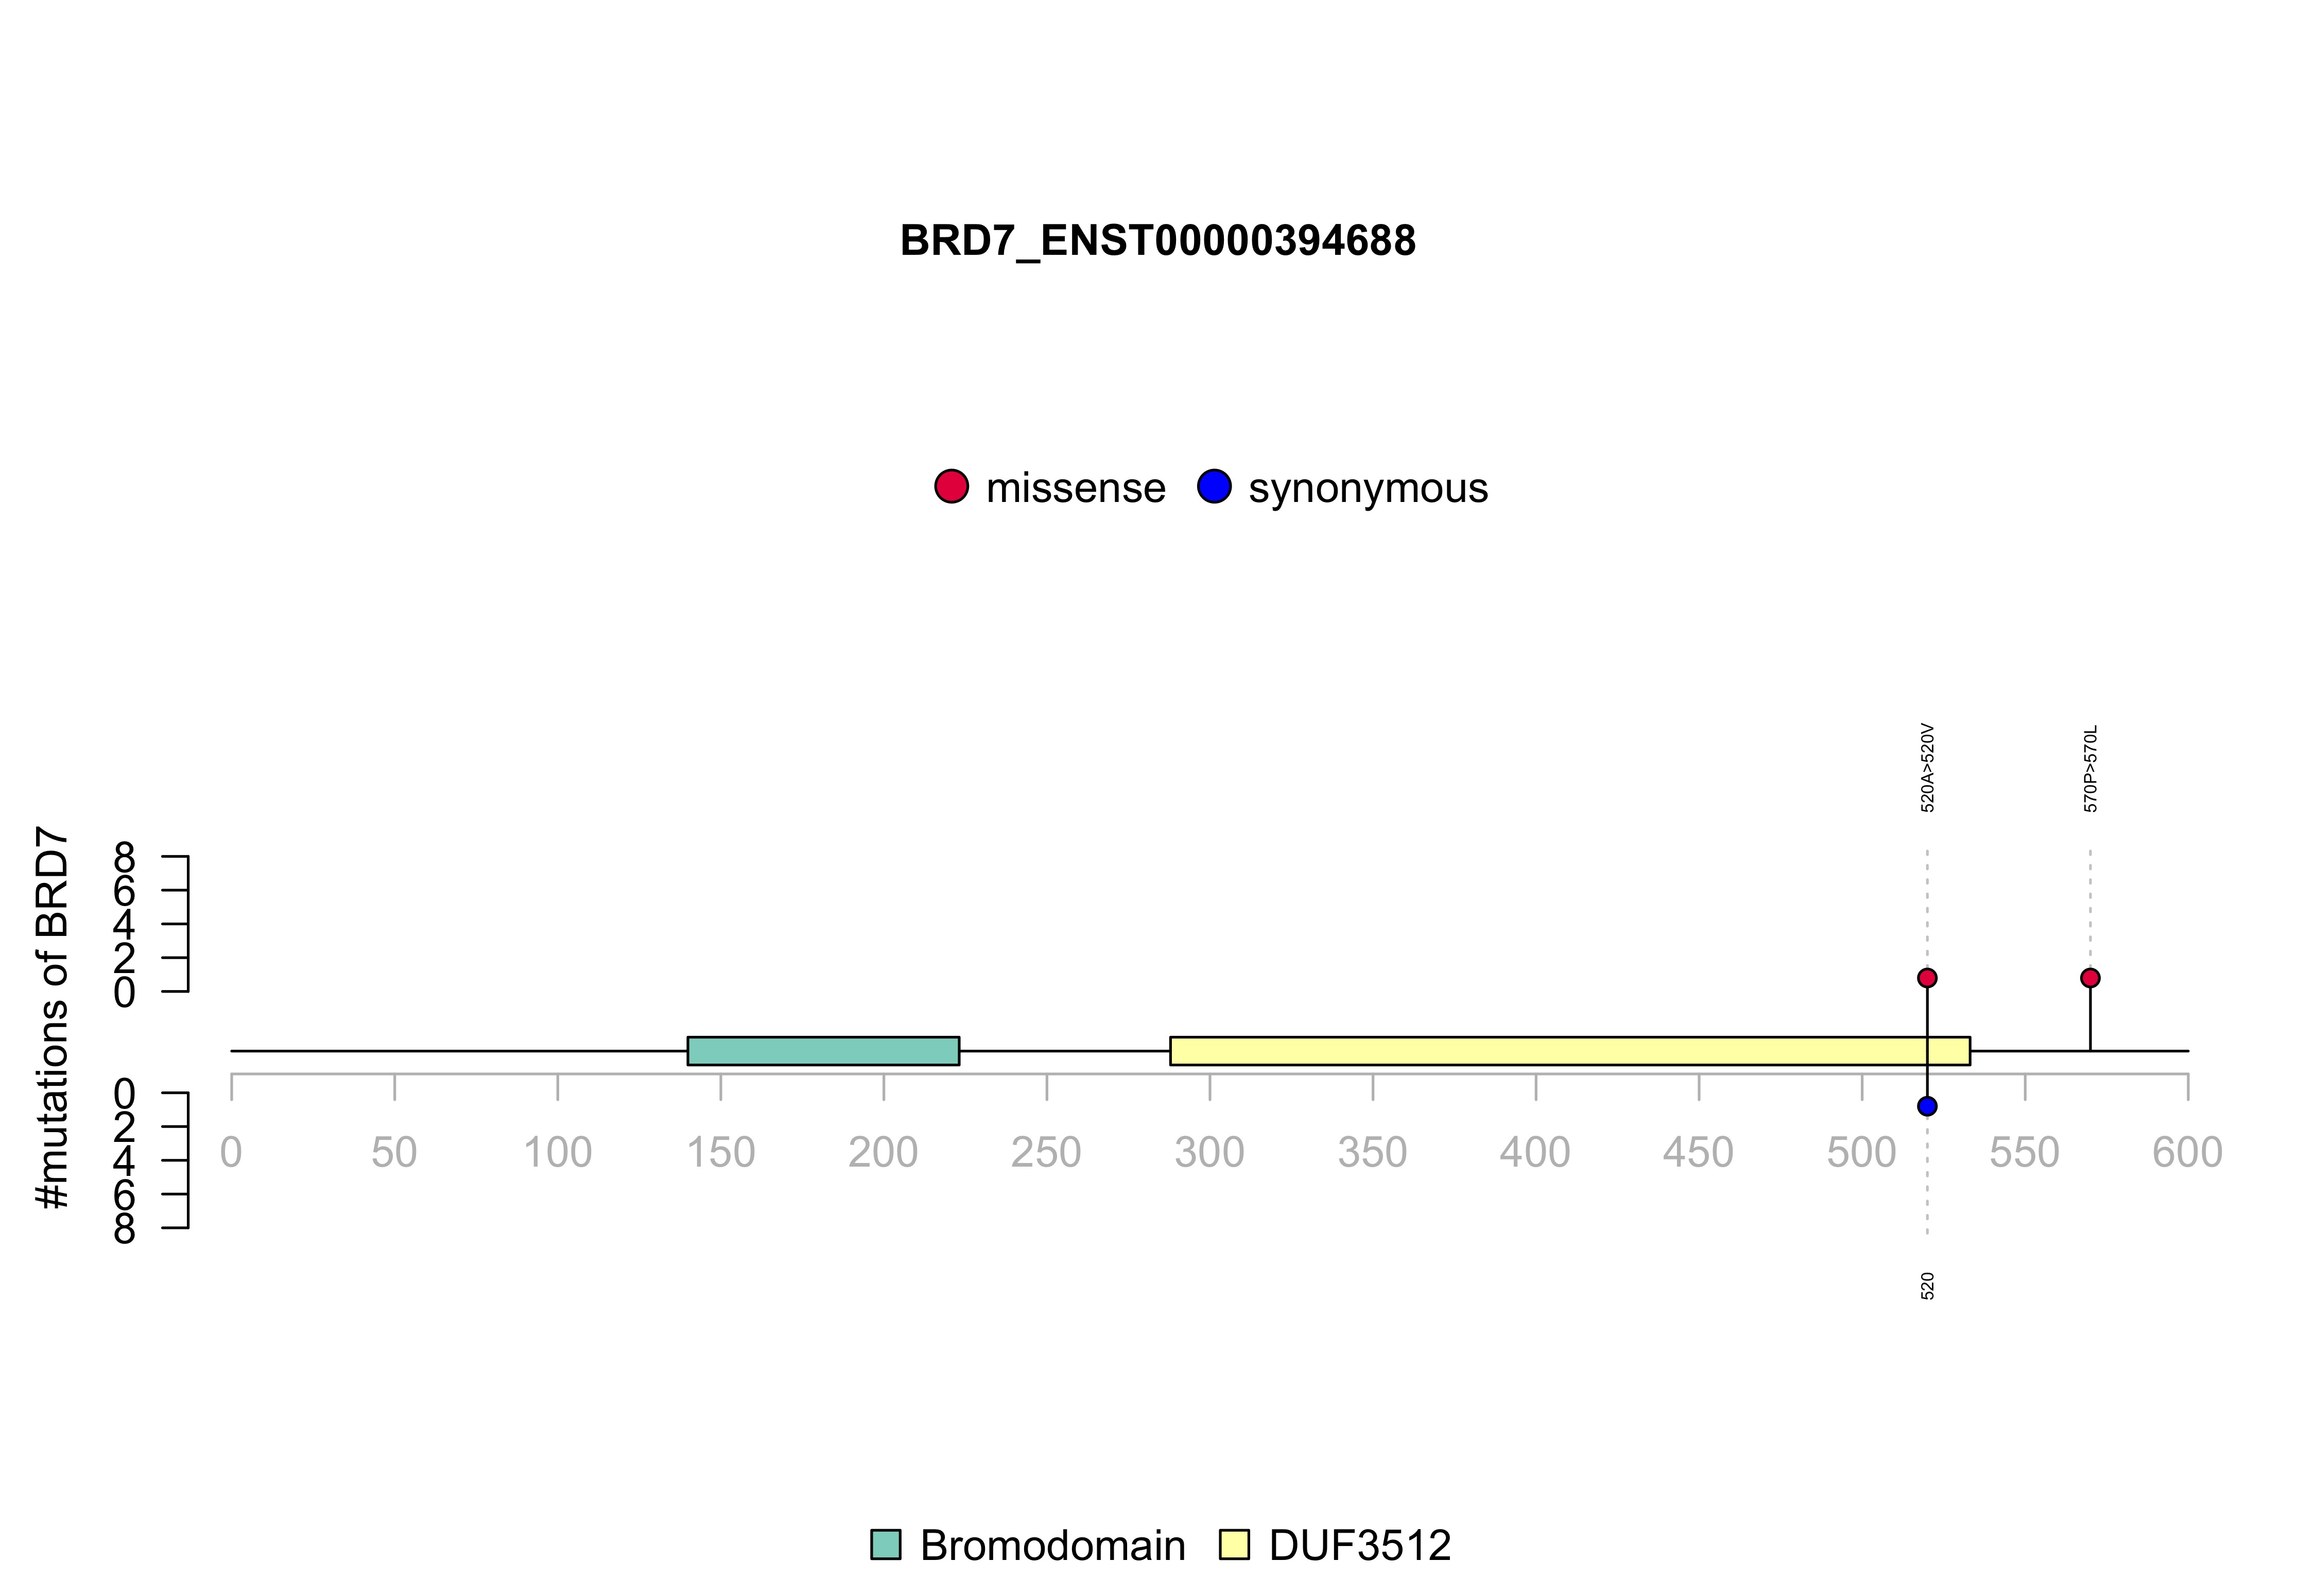 BRD7_ENST00000394688
missense synonymous
520A>520V
570P>570L
#mutations of BRD7
8
6
4
2
0
0
2
4
6
8
0 50 100 150 200 250 300 350 400 450 500 550 600
520
Bromodomain DUF3512